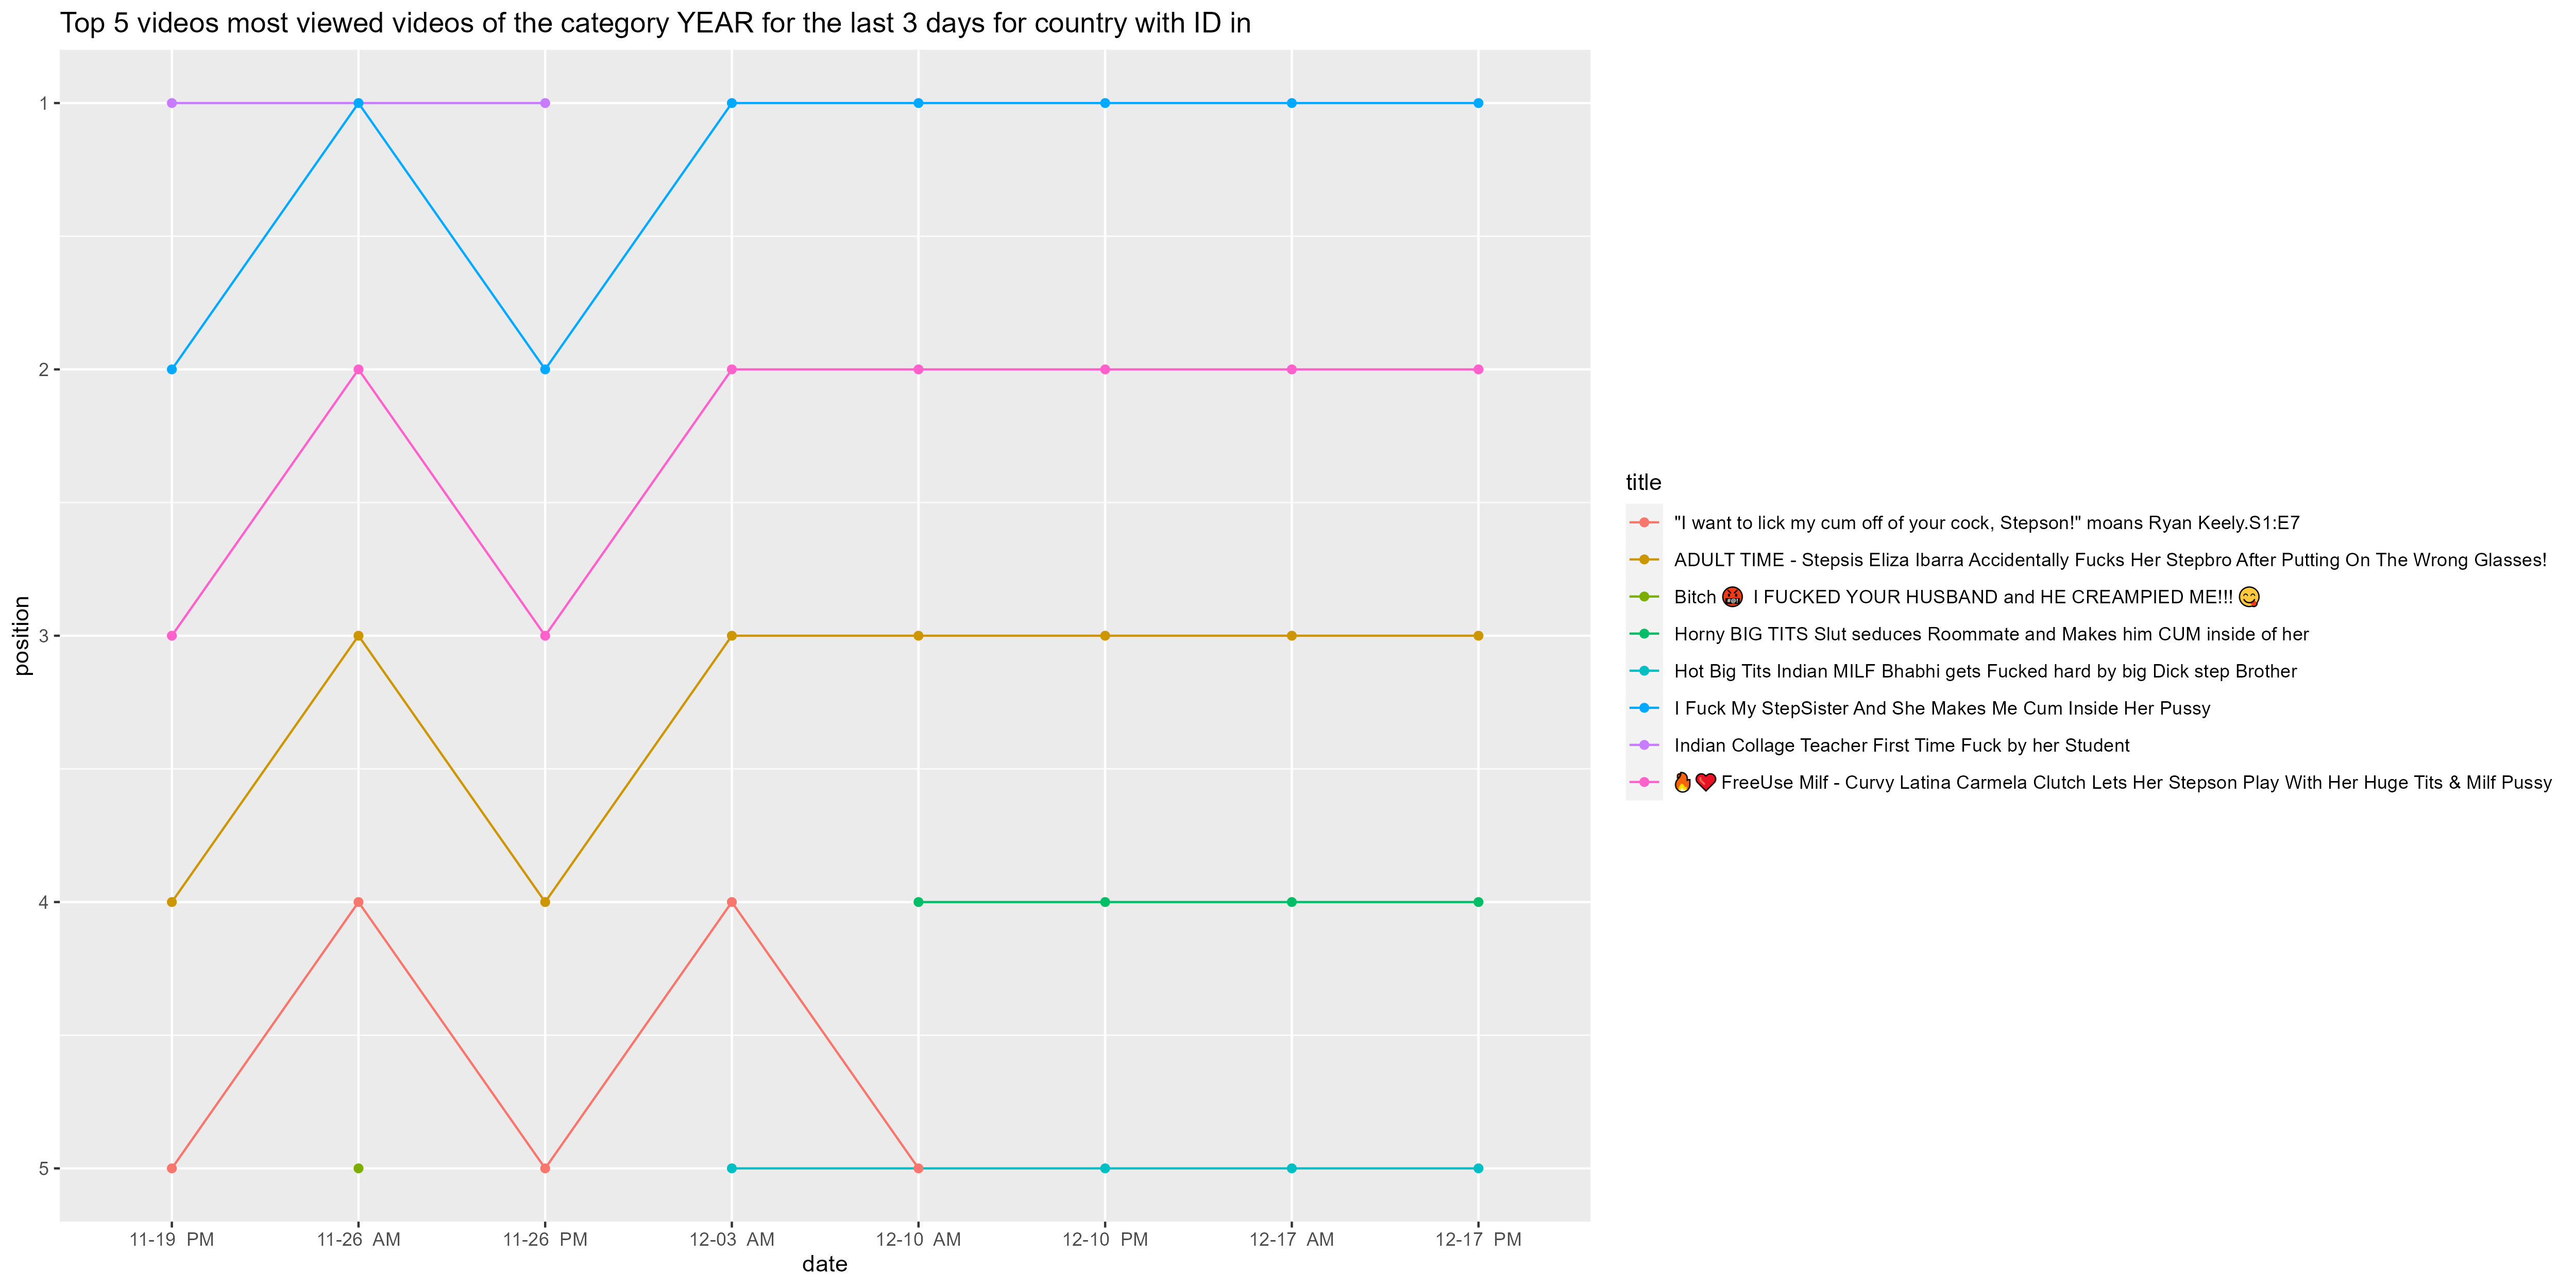 Top 5 videos most viewed videos of the category YEAR for the last 3 days for country with ID in
position
1
2
3
4
5
11-19 PM
11-26 AM
11-26 PM
12-03 AM
12-10 AM
12-10 PM
12-17 AM
12-17 PM
date
title
"I want to lick my cum off of your cock, Stepson!" moans Ryan Keely.S1:E7
ADULT TIME - Stepsis Eliza Ibarra Accidentally Fucks Her Stepbro After Putting On The Wrong Glasses!
Bitch 🤬 I FUCKED YOUR HUSBAND and HE CREAMPIED ME!!! 😋
Horny BIG TITS Slut seduces Roommate and Makes him CUM inside of her
Hot Big Tits Indian MILF Bhabhi gets Fucked hard by big Dick step Brother
I Fuck My StepSister And She Makes Me Cum Inside Her Pussy
Indian Collage Teacher First Time Fuck by her Student
🔥❤️ FreeUse Milf - Curvy Latina Carmela Clutch Lets Her Stepson Play With Her Huge Tits & Milf Pussy